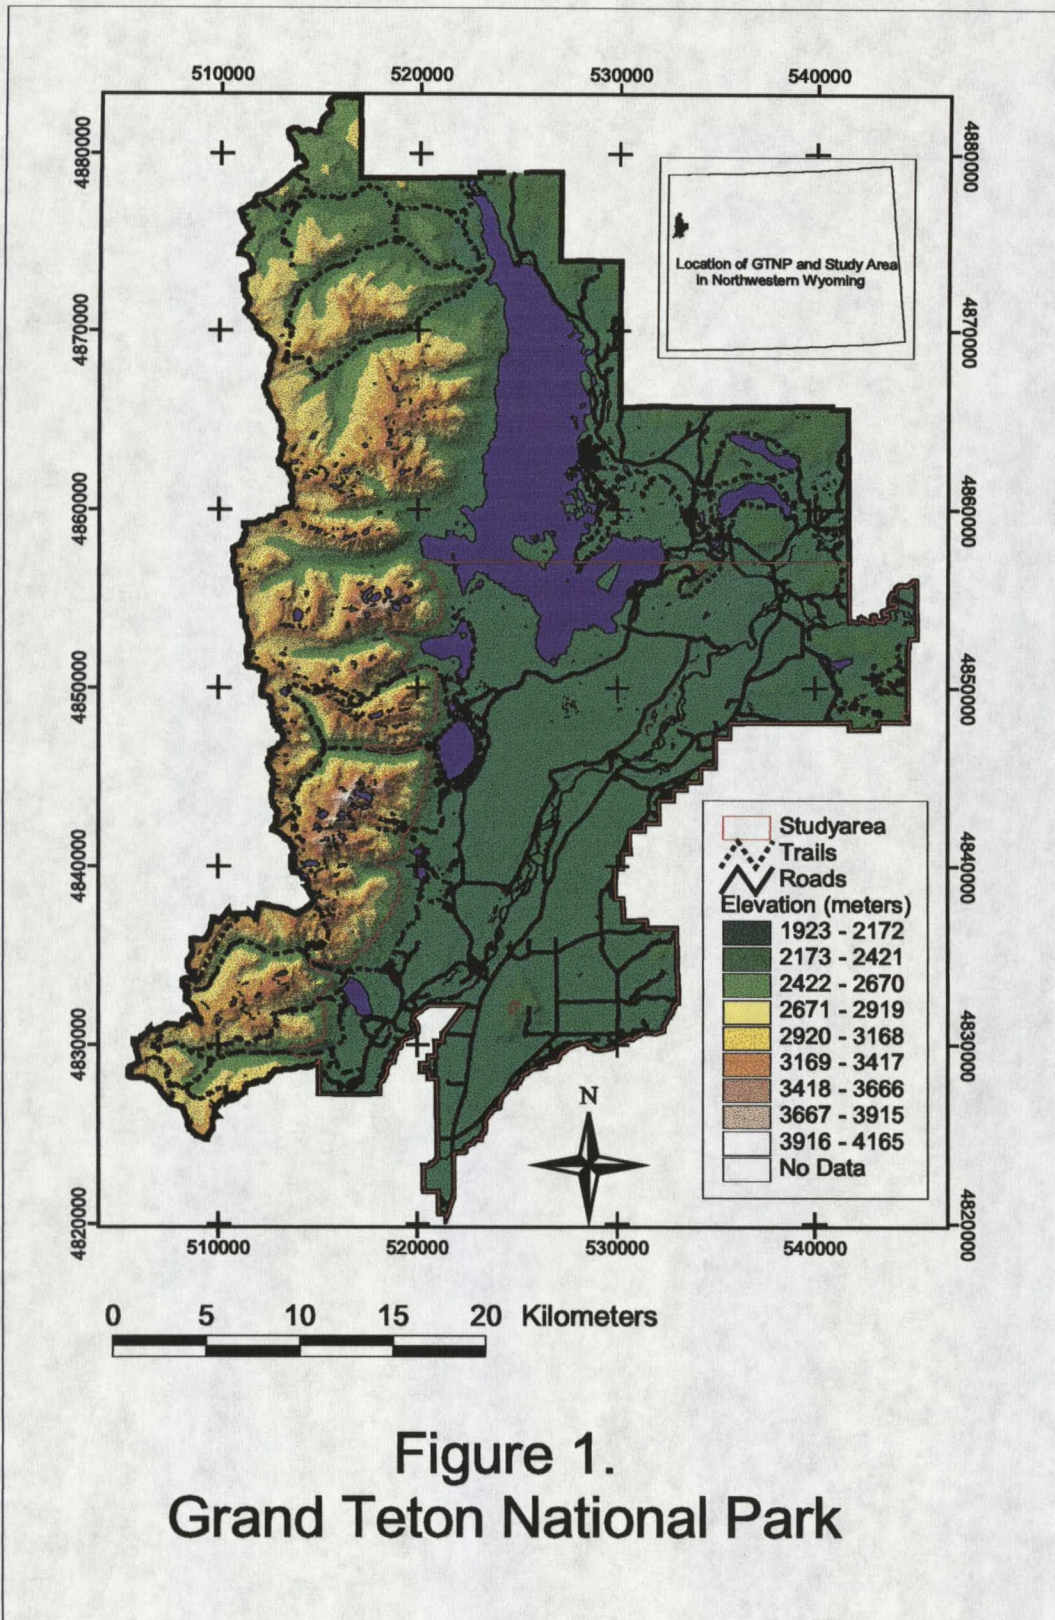 510000 520000 530000 540000
4880000
4870000
4860000
4850000
4840000
4830000
4820000
4880000
4870000
4860000
4850000
4840000
4830000
4820000
Location of GTNP and Study Area
in Northwestern Wyoming
Studyarea
Trails
Roads
Elevation (meters)
1923 - 2172
2173 - 2421
2422 - 2670
2671 - 2919
2920 - 3168
3169 - 3417
3418 - 3666
3667 - 3915
3916 - 4165
No Data
N
510000 520000 530000 540000
0 5 10 15 20 Kilometers
Figure 1.
Grand Teton National Park